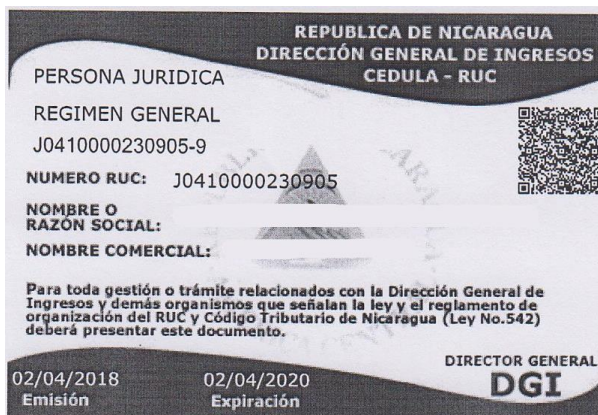 REPUBLICA DE NICARAGUA
DIRECCIÓN GENERAL DE INGRESOS
CEDULA - RUC
PERSONA JURIDICA
REGIMEN GENERAL
J0410000230905-9
NUMERO RUC: J0410000230905
NOMBRE O
RAZÓN SOCIAL:
NOMBRE COMERCIAL:
Para toda gestión o trámite relacionados con la Dirección General de
Ingresos y demás organismos que señalan la ley y el reglamento de
organización del RUC y Código Tributario de Nicaragua (Ley No.542)
deberá presentar este documento.
DIRECTOR GENERAL
DGI
02/04/2018 02/04/2020
Emisión Expiración